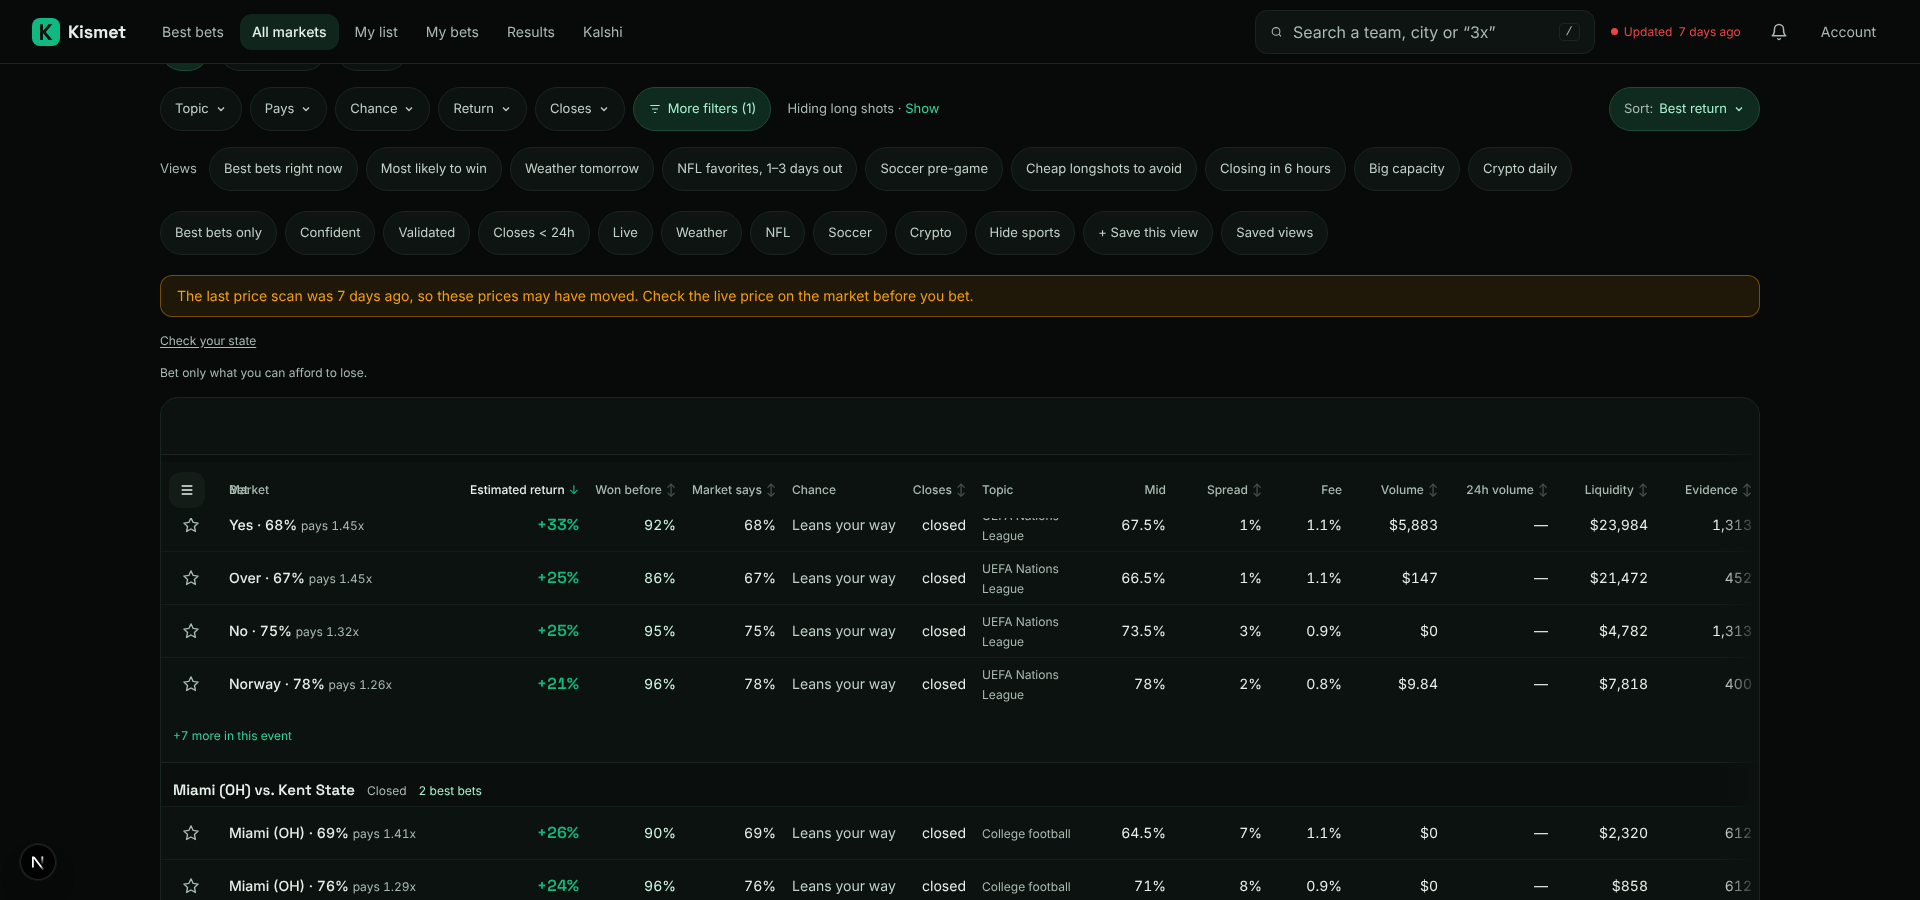 K Kismet Best bets All markets My list My bets Results Kalshi Search a team, city or “3x” / Updated 7 days ago Account
Topic Pays Chance Return Closes More filters (1) Hiding long shots · Show Sort: Best return
Views Best bets right now Most likely to win Weather tomorrow NFL favorites, 1–3 days out Soccer pre-game Cheap longshots to avoid Closing in 6 hours Big capacity Crypto daily
Best bets only Confident Validated Closes < 24h Live Weather NFL Soccer Crypto Hide sports + Save this view Saved views
The last price scan was 7 days ago, so these prices may have moved. Check the live price on the market before you bet.
Check your state
Bet only what you can afford to lose.
Market Estimated return ↓ Won before Market says Chance Closes Topic Mid Spread Fee Volume 24h volume Liquidity Evidence
Yes · 68% pays 1.45x +33% 92% 68% Leans your way closed UEFA Nations League 67.5% 1% 1.1% $5,883 — $23,984 1,313
Over · 67% pays 1.45x +25% 86% 67% Leans your way closed UEFA Nations League 66.5% 1% 1.1% $147 — $21,472 452
No · 75% pays 1.32x +25% 95% 75% Leans your way closed UEFA Nations League 73.5% 3% 0.9% $0 — $4,782 1,313
Norway · 78% pays 1.26x +21% 96% 78% Leans your way closed UEFA Nations League 78% 2% 0.8% $9.84 — $7,818 400
+7 more in this event
Miami (OH) vs. Kent State Closed 2 best bets
Miami (OH) · 69% pays 1.41x +26% 90% 69% Leans your way closed College football 64.5% 7% 1.1% $0 — $2,320 612
Miami (OH) · 76% pays 1.29x +24% 96% 76% Leans your way closed College football 71% 8% 0.9% $0 — $858 612
N